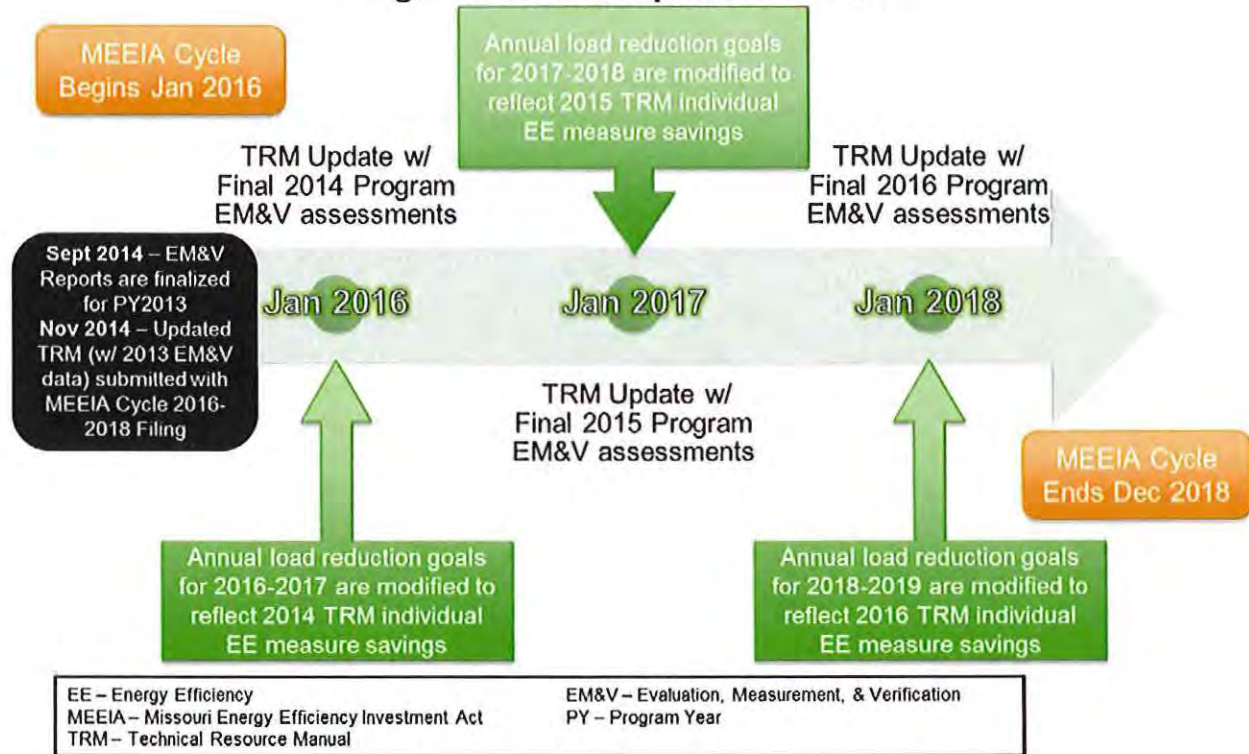 MEEIA Cycle
Begins Jan 2016
Annual load reduction goals
for 2017-2018 are modified to
reflect 2015 TRM individual
EE measure savings
TRM Update w/
Final 2014 Program
EM&V assessments
TRM Update w/
Final 2016 Program
EM&V assessments
Sept 2014 – EM&V
Reports are finalized
for PY2013
Nov 2014 – Updated
TRM (w/ 2013 EM&V
data) submitted with
MEEIA Cycle 2016-
2018 Filing
Jan 2016
Jan 2017
Jan 2018
TRM Update w/
Final 2015 Program
EM&V assessments
MEEIA Cycle
Ends Dec 2018
Annual load reduction goals
for 2016-2017 are modified to
reflect 2014 TRM individual
EE measure savings
Annual load reduction goals
for 2018-2019 are modified to
reflect 2016 TRM individual
EE measure savings
EE – Energy Efficiency
MEEIA – Missouri Energy Efficiency Investment Act
TRM – Technical Resource Manual
EM&V – Evaluation, Measurement, & Verification
PY – Program Year